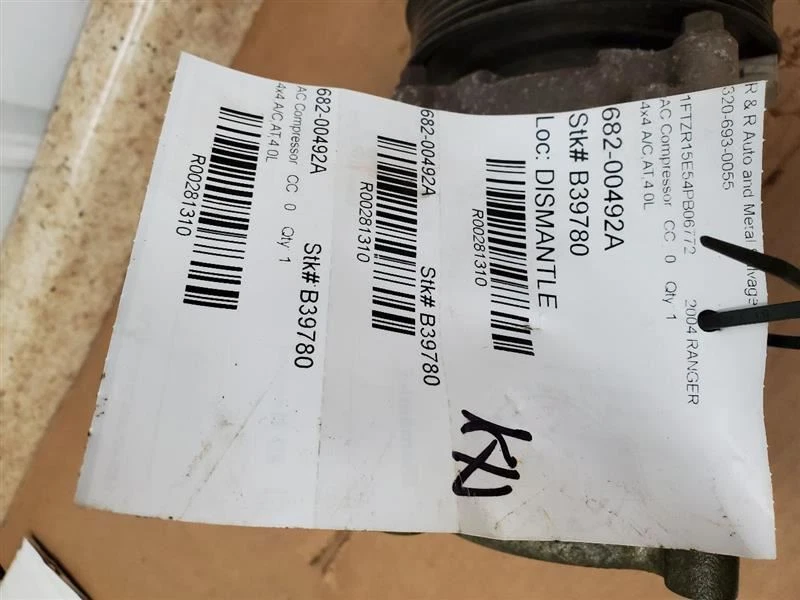 R & R Auto and Metal Salvage
320-693-0055
1FTZR15E54PB06772 2004 RANGER
AC Compressor CC 0 Qty 1
4x4 A/C,AT,4.0L
682-00492A
Stk# B39780
Loc: DISMANTLE
R00281310
682-00492A Stk# B39780
R00281310
682-00492A Stk# B39780
AC Compressor CC 0 Qty 1
4x4 A/C,AT,4.0L
R00281310